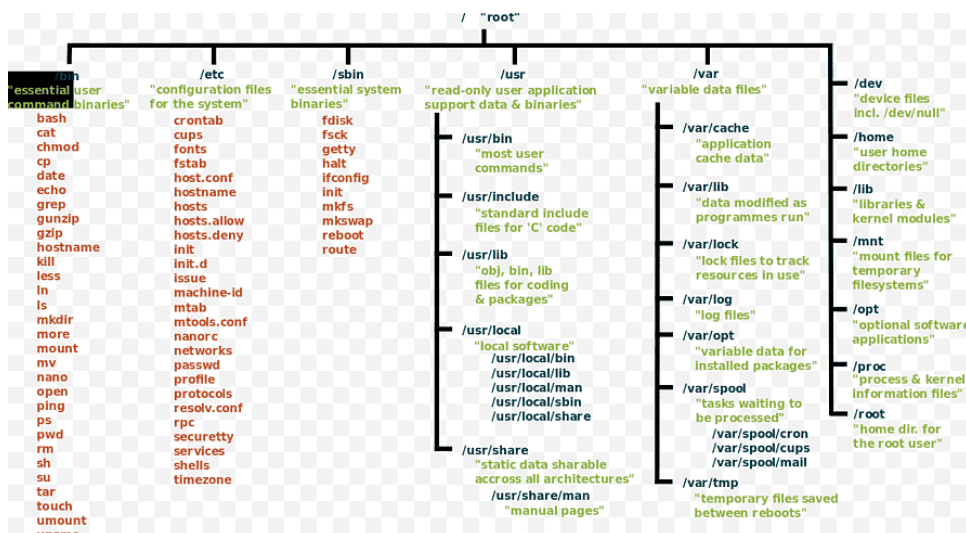 / "root"
/bin
"essential user
command binaries"
bash
cat
chmod
cp
date
echo
grep
gunzip
gzip
hostname
kill
less
ln
ls
mkdir
more
mount
mv
nano
open
ping
ps
pwd
rm
sh
su
tar
touch
umount
/etc
"configuration files
for the system"
crontab
cups
fonts
fstab
host.conf
hostname
hosts
hosts.allow
hosts.deny
init
init.d
issue
machine-id
mtab
mtools.conf
nanorc
networks
passwd
profile
protocols
resolv.conf
rpc
securetty
services
shells
timezone
/sbin
"essential system
binaries"
fdisk
fsck
getty
halt
ifconfig
init
mkfs
mkswap
reboot
route
/usr
"read-only user application
support data & binaries"
/usr/bin
"most user
commands"
/usr/include
"standard include
files for 'C' code"
/usr/lib
"obj, bin, lib
files for coding
& packages"
/usr/local
"local software"
/usr/local/bin
/usr/local/lib
/usr/local/man
/usr/local/sbin
/usr/local/share
/usr/share
"static data sharable
accross all architectures"
/usr/share/man
"manual pages"
/var
"variable data files"
/var/cache
"application
cache data"
/var/lib
"data modified as
programmes run"
/var/lock
"lock files to track
resources in use"
/var/log
"log files"
/var/opt
"variable data for
installed packages"
/var/spool
"tasks waiting to
be processed"
/var/spool/cron
/var/spool/cups
/var/spool/mail
/var/tmp
"temporary files saved
between reboots"
/dev
"device files
incl. /dev/null"
/home
"user home
directories"
/lib
"libraries &
kernel modules"
/mnt
"mount files for
temporary
filesystems"
/opt
"optional software
applications"
/proc
"process & kernel
information files"
/root
"home dir. for
the root user"